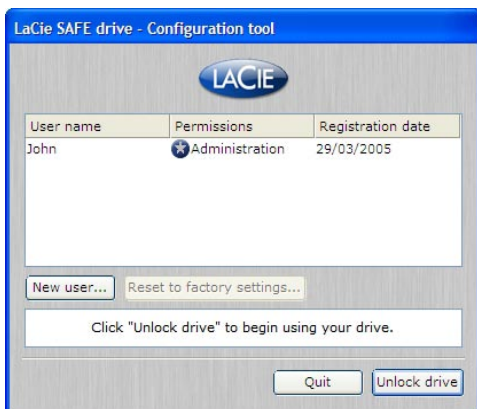 LaCie SAFE drive - Configuration tool
LACIE
User name Permissions Registration date
John Administration 29/03/2005
New user... Reset to factory settings...
Click "Unlock drive" to begin using your drive.
Quit Unlock drive